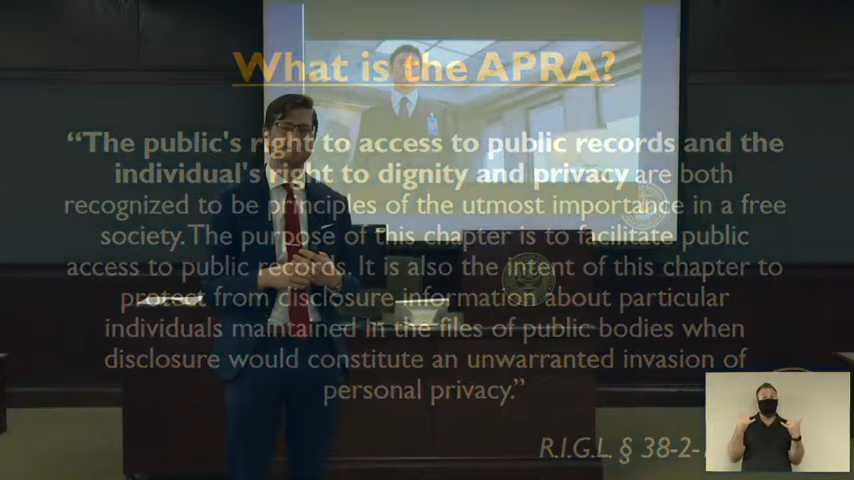 What is the APRA?
“The public's right to access to public records and the
individual's right to dignity and privacy are both
recognized to be principles of the utmost importance in a free
society. The purpose of this chapter is to facilitate public
access to public records. It is also the intent of this chapter to
protect from disclosure information about particular
individuals maintained in the files of public bodies when
disclosure would constitute an unwarranted invasion of
personal privacy.”
R.I.G.L. § 38-2-